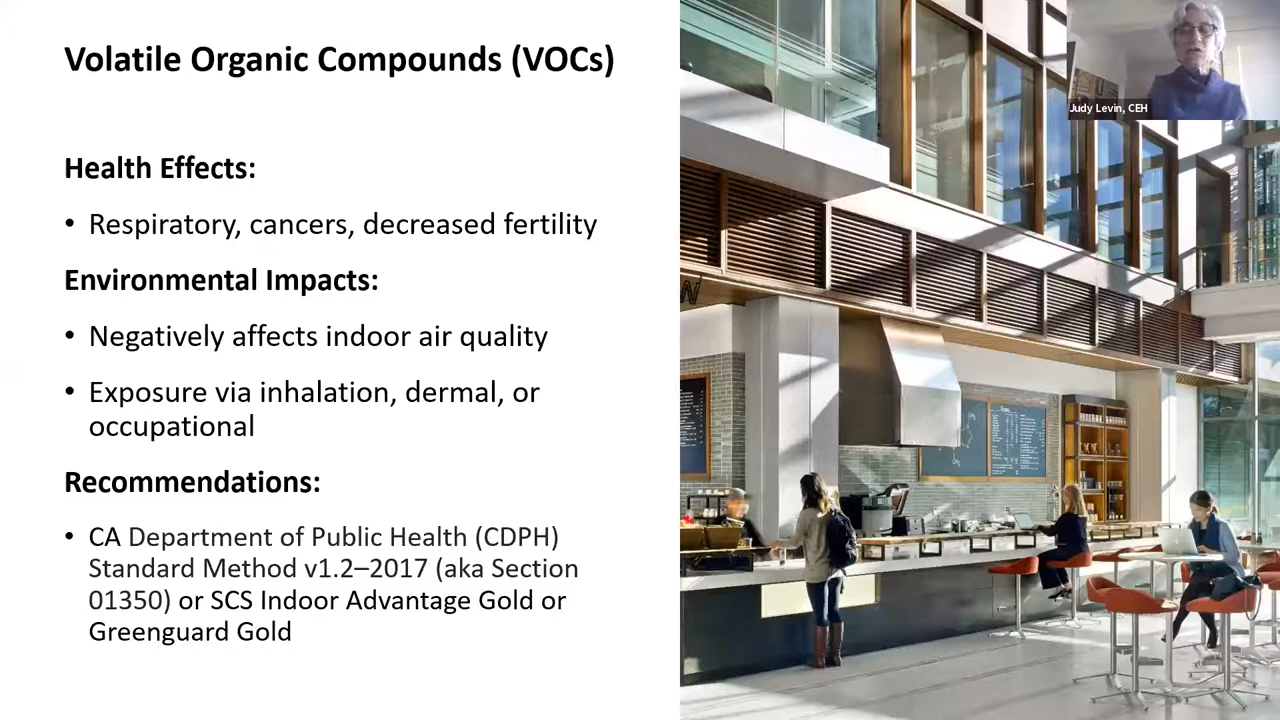 Volatile Organic Compounds (VOCs)
Judy Levin, CEH
Health Effects:
• Respiratory, cancers, decreased fertility
Environmental Impacts:
• Negatively affects indoor air quality
• Exposure via inhalation, dermal, or
occupational
Recommendations:
• CA Department of Public Health (CDPH)
Standard Method v1.2–2017 (aka Section
01350) or SCS Indoor Advantage Gold or
Greenguard Gold